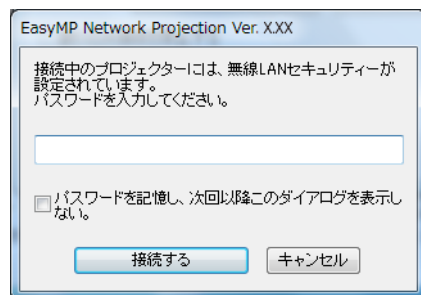 EasyMP Network Projection Ver. X.XX
接続中のプロジェクターには、無線LANセキュリティーが
設定されています。
パスワードを入力してください。
パスワードを記憶し、次回以降このダイアログを表示し
ない。
接続する
キャンセル